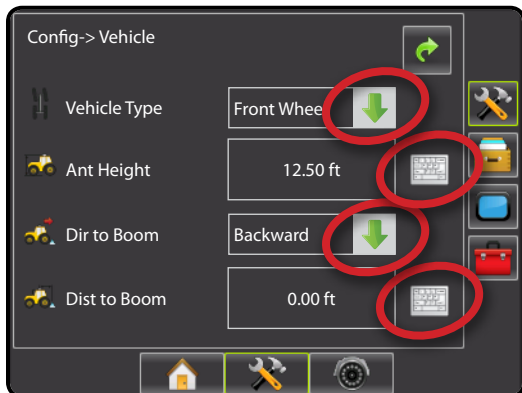 Config-> Vehicle
Vehicle Type
Front Whee
Ant Height
12.50 ft
Dir to Boom
Backward
Dist to Boom
0.00 ft